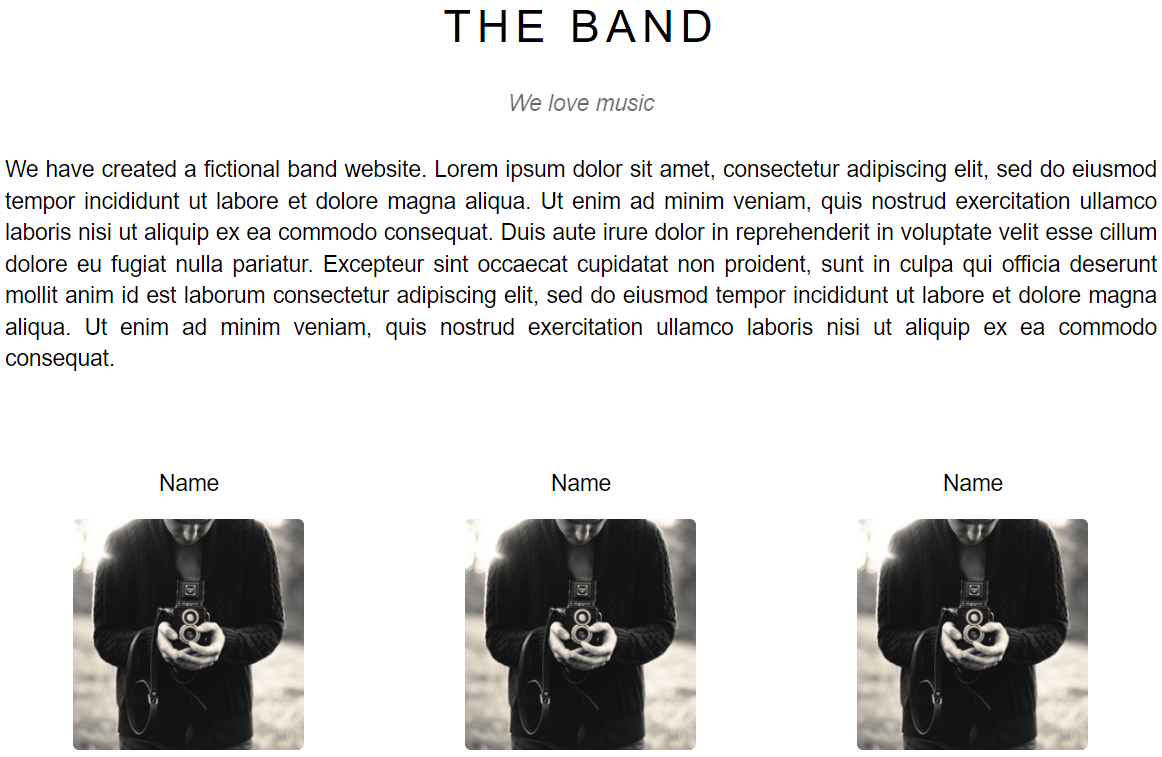 THE BAND
We love music
We have created a fictional band website. Lorem ipsum dolor sit amet, consectetur adipiscing elit, sed do eiusmod
tempor incididunt ut labore et dolore magna aliqua. Ut enim ad minim veniam, quis nostrud exercitation ullamco
laboris nisi ut aliquip ex ea commodo consequat. Duis aute irure dolor in reprehenderit in voluptate velit esse cillum
dolore eu fugiat nulla pariatur. Excepteur sint occaecat cupidatat non proident, sunt in culpa qui officia deserunt
mollit anim id est laborum consectetur adipiscing elit, sed do eiusmod tempor incididunt ut labore et dolore magna
aliqua. Ut enim ad minim veniam, quis nostrud exercitation ullamco laboris nisi ut aliquip ex ea commodo
consequat.
Name Name Name